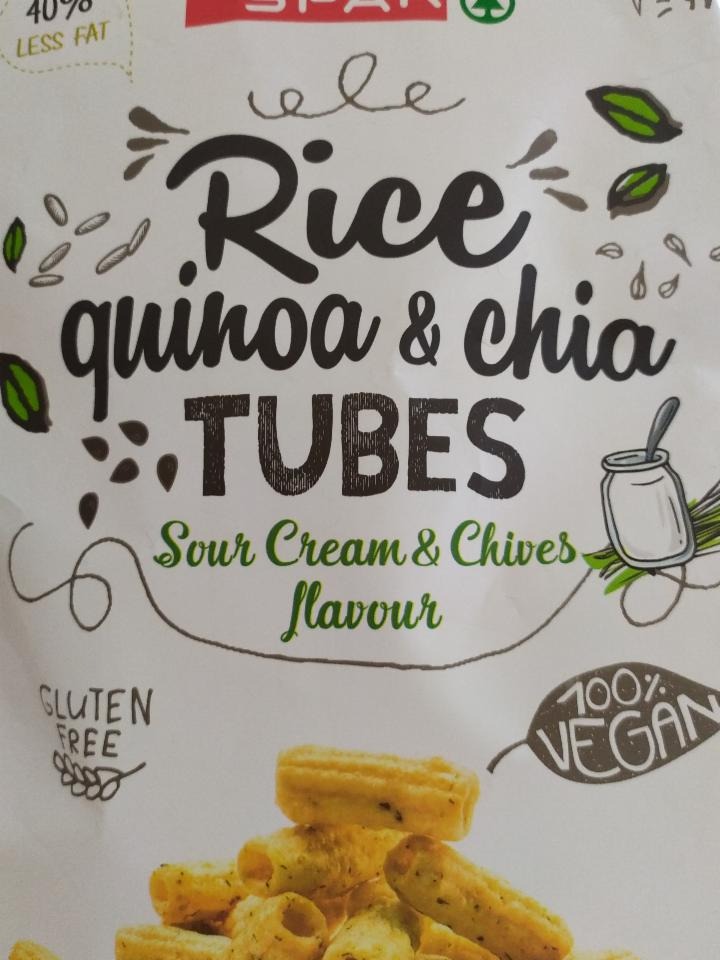 40%
LESS FAT
SPAR
Rice
quinoa & chia
TUBES
Sour Cream & Chives
flavour
GLUTEN
FREE
100%
VEGAN